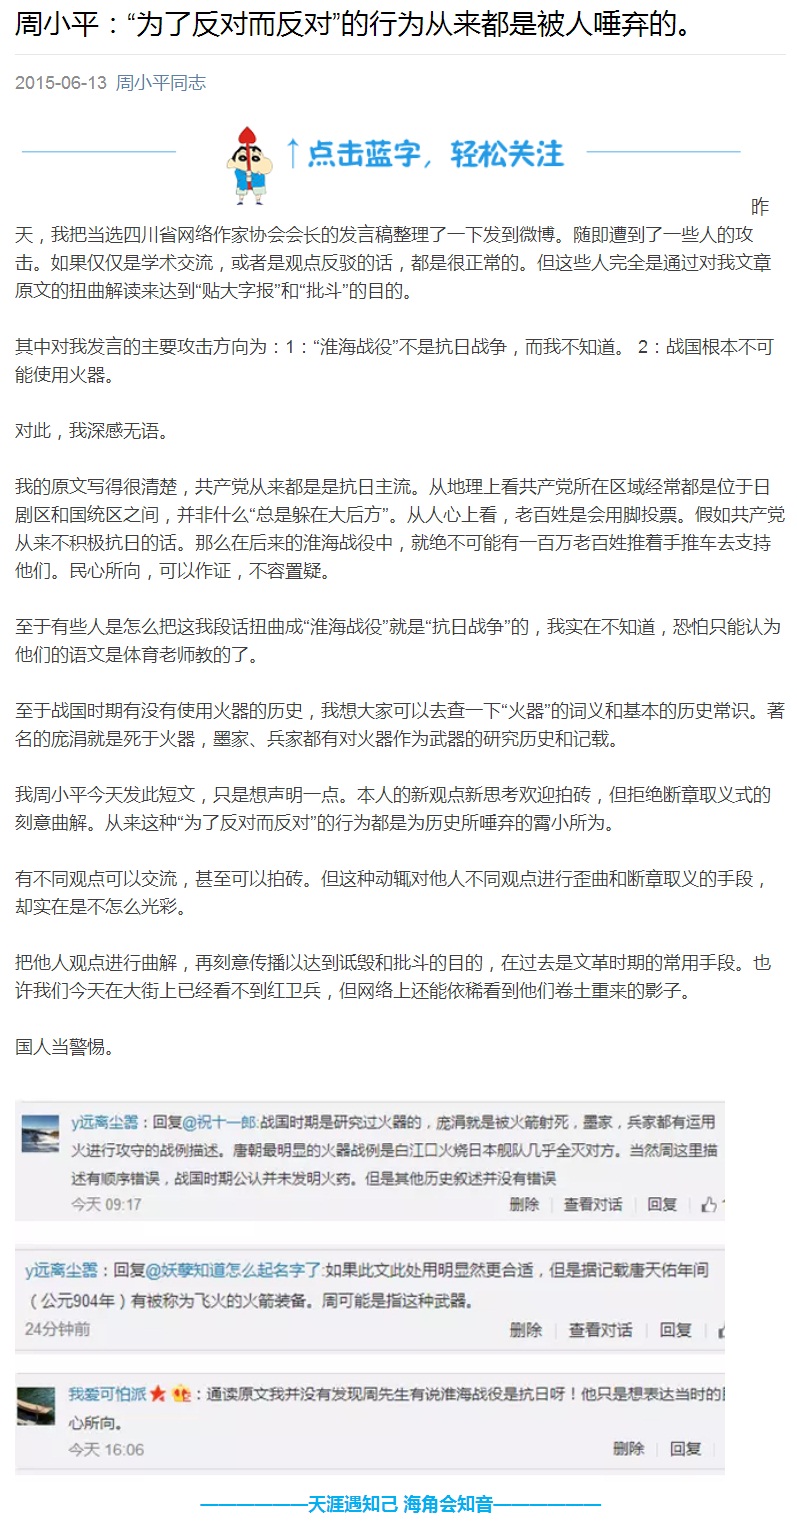 周小平：“为了反对而反对”的行为从来都是被人唾弃的。
2015-06-13 周小平同志
↑点击蓝字，轻松关注
昨
天，我把当选四川省网络作家协会会长的发言稿整理了一下发到微博。随即遭到了一些人的攻
击。如果仅仅是学术交流，或者是观点反驳的话，都是很正常的。但这些人完全是通过对我文章
原文的扭曲解读来达到“贴大字报”和“批斗”的目的。
其中对我发言的主要攻击方向为：1：“淮海战役”不是抗日战争，而我不知道。 2：战国根本不可
能使用火器。
对此，我深感无语。
我的原文写得很清楚，共产党从来都是是抗日主流。从地理上看共产党所在区域经常都是位于日
剧区和国统区之间，并非什么“总是躲在大后方”。从人心上看，老百姓是会用脚投票。假如共产党
从来不积极抗日的话。那么在后来的淮海战役中，就绝不可能有一百万老百姓推着手推车去支持
他们。民心所向，可以作证，不容置疑。
至于有些人是怎么把这我段话扭曲成“淮海战役”就是“抗日战争”的，我实在不知道，恐怕只能认为
他们的语文是体育老师教的了。
至于战国时期有没有使用火器的历史，我想大家可以去查一下“火器”的词义和基本的历史常识。著
名的庞涓就是死于火器，墨家、兵家都有对火器作为武器的研究历史和记载。
我周小平今天发此短文，只是想声明一点。本人的新观点新思考欢迎拍砖，但拒绝断章取义式的
刻意曲解。从来这种“为了反对而反对”的行为都是为历史所唾弃的霄小所为。
有不同观点可以交流，甚至可以拍砖。但这种动辄对他人不同观点进行歪曲和断章取义的手段，
却实在是不怎么光彩。
把他人观点进行曲解，再刻意传播以达到诋毁和批斗的目的，在过去是文革时期的常用手段。也
许我们今天在大街上已经看不到红卫兵，但网络上还能依稀看到他们卷土重来的影子。
国人当警惕。
y远离尘嚣：回复@祝十一郎:战国时期是研究过火器的，庞涓就是被火箭射死，墨家，兵家都有运用
火进行攻守的战例描述。唐朝最明显的火器战例是白江口火烧日本舰队几乎全灭对方。当然周这里描
述有顺序错误，战国时期公认并未发明火药。但是其他历史叙述并没有错误
今天 09:17 删除 查看对话 回复
y远离尘嚣：回复@妖孽知道怎么起名字了:如果此文此处用明显然更合适，但是据记载唐天佑年间
（公元904年）有被称为飞火的火箭装备。周可能是指这种武器。
24分钟前 删除 查看对话 回复
我爱可怕派：通读原文我并没有发现周先生有说淮海战役是抗日呀！他只是想表达当时的
心所向。
今天 16:06 删除 回复
——————天涯遇知己 海角会知音——————